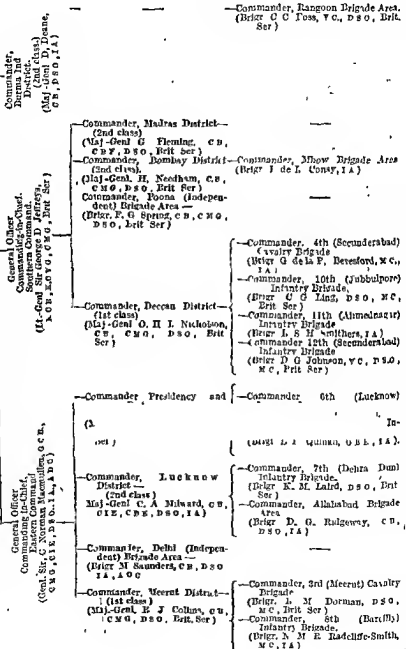 —Commander, Rangoon Brigade Area.
(Brigr C C Foss, V C., D S O, Brit.
Ser)
Commander,
Burma Ind
District.
(2nd class.)
(Maj-Genl D. Deane,
C B, D S O, I A)
General Officer
Commanding-in-Chief.
Southern Command.
(Lt-Genl Sir George D Jeffreys,
K C B, K C V O, C M G, Brit Ser)
—Commander, Madras District—
(2nd class)
(Maj-Genl G Fleming, C B,
C B E, D S O, Brit Ser)
—Commander, Bombay District—
(2nd class).
(Maj-Genl. H. Needham, C B,
C M G, D S O, Brit Ser)
—Commander, Mhow Brigade Area
(Brigr J de L Conry, I A)
Commander, Poona (Indepen-
dent) Brigade Area —
(Brigr. F. G Spring, C B, C M G,
D S O, Brit Ser)
—Commander, Deccan District—
(1st class)
(Maj-Genl O. H L Nicholson,
C B, C M G, D S O, Brit
Ser)
—Commander. 4th (Secunderabad)
Cavalry Brigade
(Brigr G de la P. Beresford, M C.,
I A)
—Commander, 10th (Jubbulpore)
Infantry Brigade.
(Brigr C G Ling, D S O, M C,
Brit Ser)
—Commander, 11th (Ahmednagar)
Infantry Brigade
(Brigr L S H Smithers, I A)
—Commander 12th (Secunderabad)
Infantry Brigade
(Brigr D G Johnson, V C, D S O,
M C, Brit Ser)
General Officer
Commanding in-Chief,
Eastern Command
(Genl Sir C. Norman Macmullen, G C B,
C M G, C I E, D S O, I A, A D C)
—Commander Presidency and
—Commander 6th (Lucknow)
In-
O B E, I A).
—Commander, Lucknow
District —
(2nd class)
Maj-Genl C. A Milward, C B,
C I E, C B E, D S O, I A)
—Commander, 7th (Dehra Dun)
Infantry Brigade.
(Brigr K. M. Laird, D S O, Brit
Ser)
—Commander, Allahabad Brigade
Area
(Brigr D. G. Ridgeway, C B,
D S O, I A)
—Commander, Delhi (Indepen-
dent) Brigade Area —
(Brigr M Saunders, C B, D S O
I A, A D C
—Commander, Meerut District—
(1st class)
(Maj.-Genl. R J Collins, C B,
C M G, D S O, Brit. Ser)
—Commander, 3rd (Meerut) Cavalry
Brigade
(Brigr. L M Dorman, D S O,
M C, Brit Ser)
—Commander, 8th (Bareilly)
Infantry Brigade.
(Brigr. N M R Radcliffe-Smith,
M C, I A)